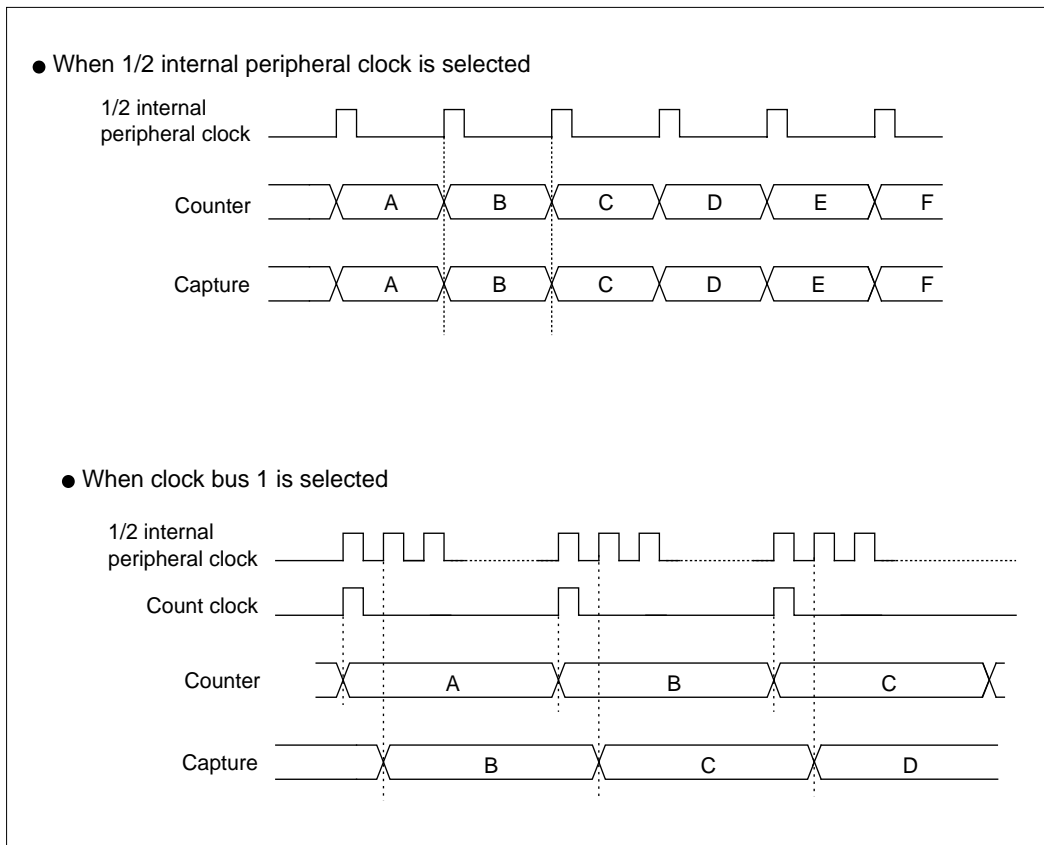 ● When 1/2 internal peripheral clock is selected
1/2 internal
peripheral clock
Counter A B C D E F
Capture A B C D E F
● When clock bus 1 is selected
1/2 internal
peripheral clock
Count clock
Counter A B C
Capture B C D